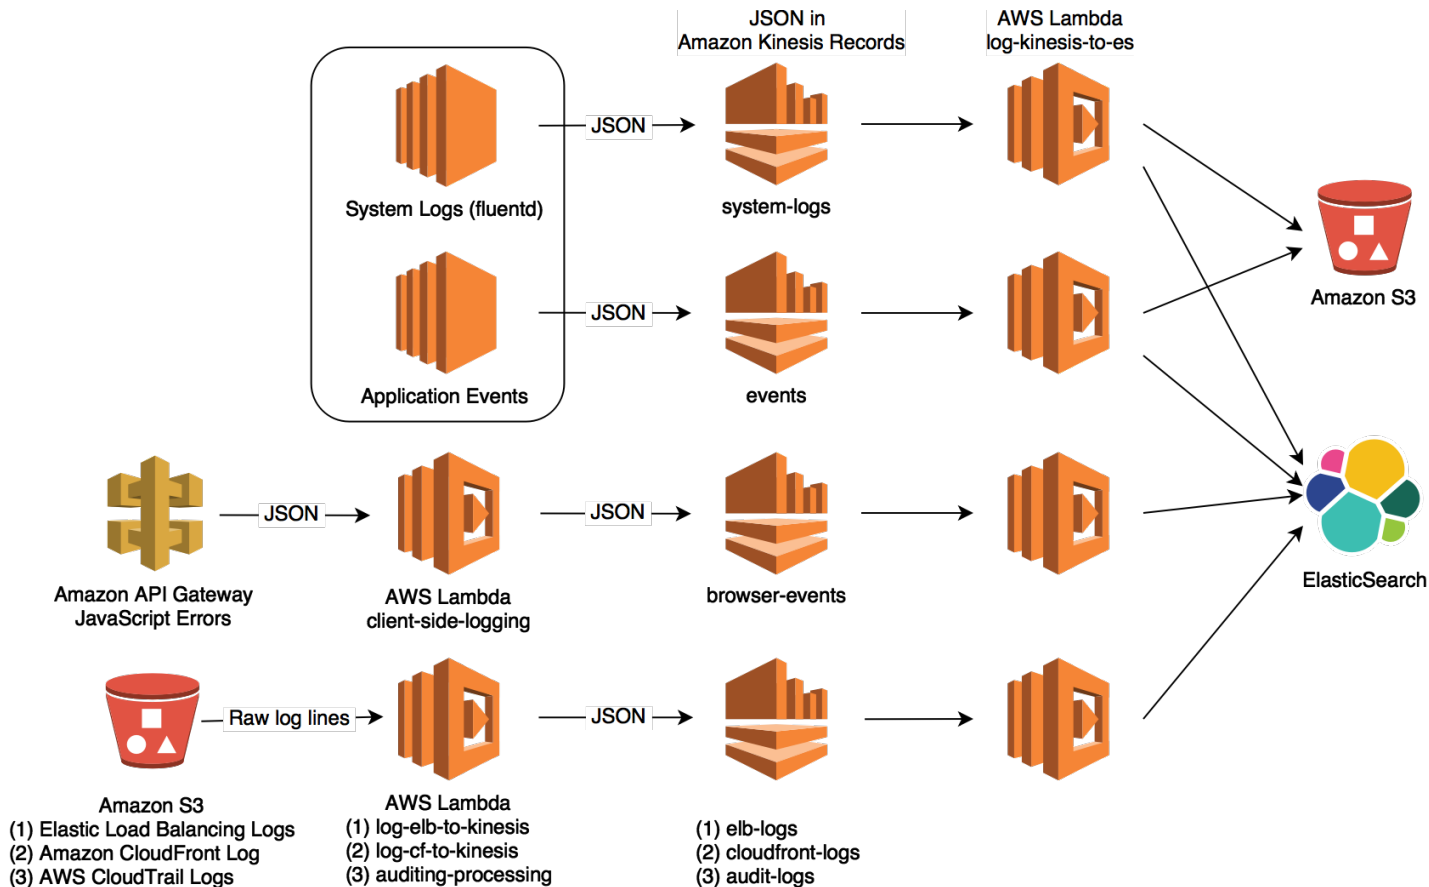 JSON in
Amazon Kinesis Records
AWS Lambda
log-kinesis-to-es
JSON
System Logs (fluentd)
system-logs
Amazon S3
JSON
Application Events
events
JSON
JSON
Amazon API Gateway
JavaScript Errors
AWS Lambda
client-side-logging
browser-events
ElasticSearch
Raw log lines
JSON
Amazon S3
(1) Elastic Load Balancing Logs
(2) Amazon CloudFront Log
(3) AWS CloudTrail Logs
AWS Lambda
(1) log-elb-to-kinesis
(2) log-cf-to-kinesis
(3) auditing-processing
(1) elb-logs
(2) cloudfront-logs
(3) audit-logs